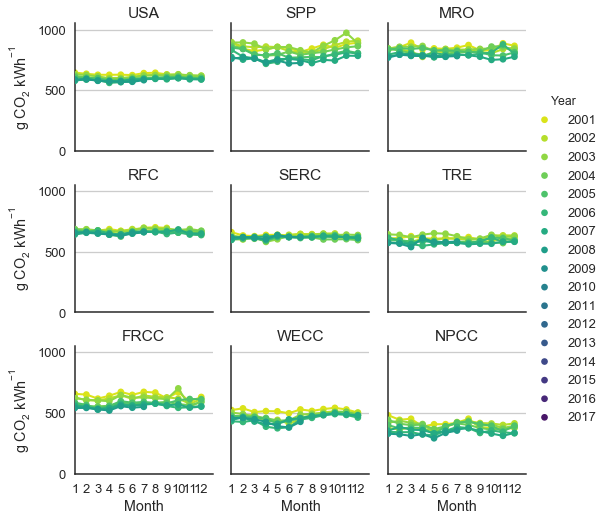 USA SPP MRO
1000
500
0
g CO2 kWh−1
RFC SERC TRE
1000
500
0
g CO2 kWh−1
FRCC WECC NPCC
1000
500
0
g CO2 kWh−1
1 2 3 4 5 6 7 8 9 10 11 12
1 2 3 4 5 6 7 8 9 10 11 12
1 2 3 4 5 6 7 8 9 10 11 12
Month Month Month
Year
2001
2002
2003
2004
2005
2006
2007
2008
2009
2010
2011
2012
2013
2014
2015
2016
2017